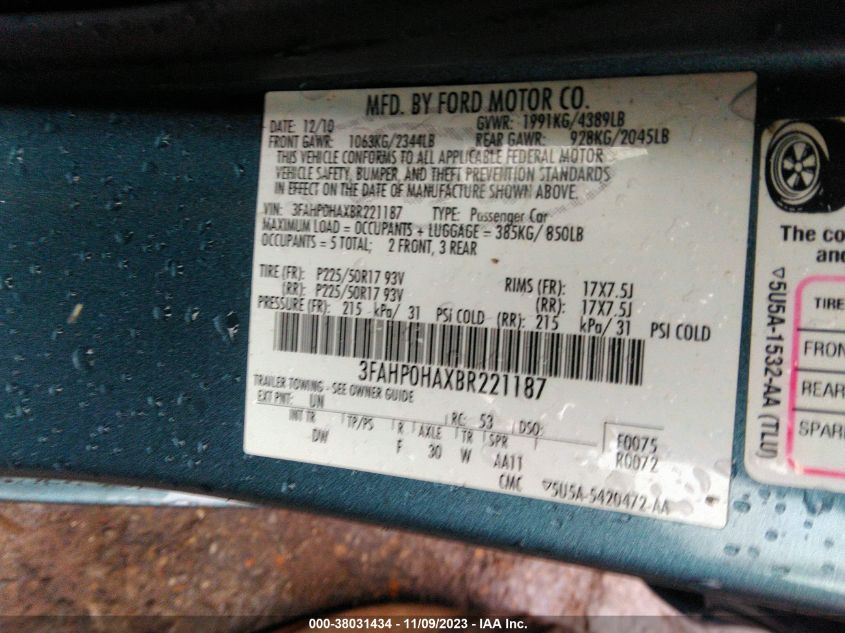 MFD. BY FORD MOTOR CO.
DATE: 12/10 GVWR: 1991KG/4389LB
FRONT GAWR: 1063KG/2344LB REAR GAWR: 928KG/2045LB
THIS VEHICLE CONFORMS TO ALL APPLICABLE FEDERAL MOTOR
VEHICLE SAFETY, BUMPER, AND THEFT PREVENTION STANDARDS
IN EFFECT ON THE DATE OF MANUFACTURE SHOWN ABOVE.
VIN: 3FAHP0HAXBR221187 TYPE: Passenger Car
MAXIMUM LOAD = OCCUPANTS + LUGGAGE = 385KG/ 850LB
OCCUPANTS = 5 TOTAL; 2 FRONT, 3 REAR
TIRE (FR): P225/50R17 93V RIMS (FR): 17X7.5J
(RR): P225/50R17 93V (RR): 17X7.5J
PRESSURE (FR): 215 kPa/ 31 PSI COLD (RR): 215 kPa/ 31 PSI COLD
3FAHP0HAXBR221187
TRAILER TOWING - SEE OWNER GUIDE
EXT PNT: UN RC: 53 DSO:
INT TR TP/PS R AXLE TR SPR F0075
DW F 30 W AA11 R0072
CMC ▽5U5A-5420472-AA
The co
and
▽5U5A-1532-AA (TLU)
TIRE
FRON
REAR
SPAR
000-38031434 - 11/09/2023 - IAA Inc.